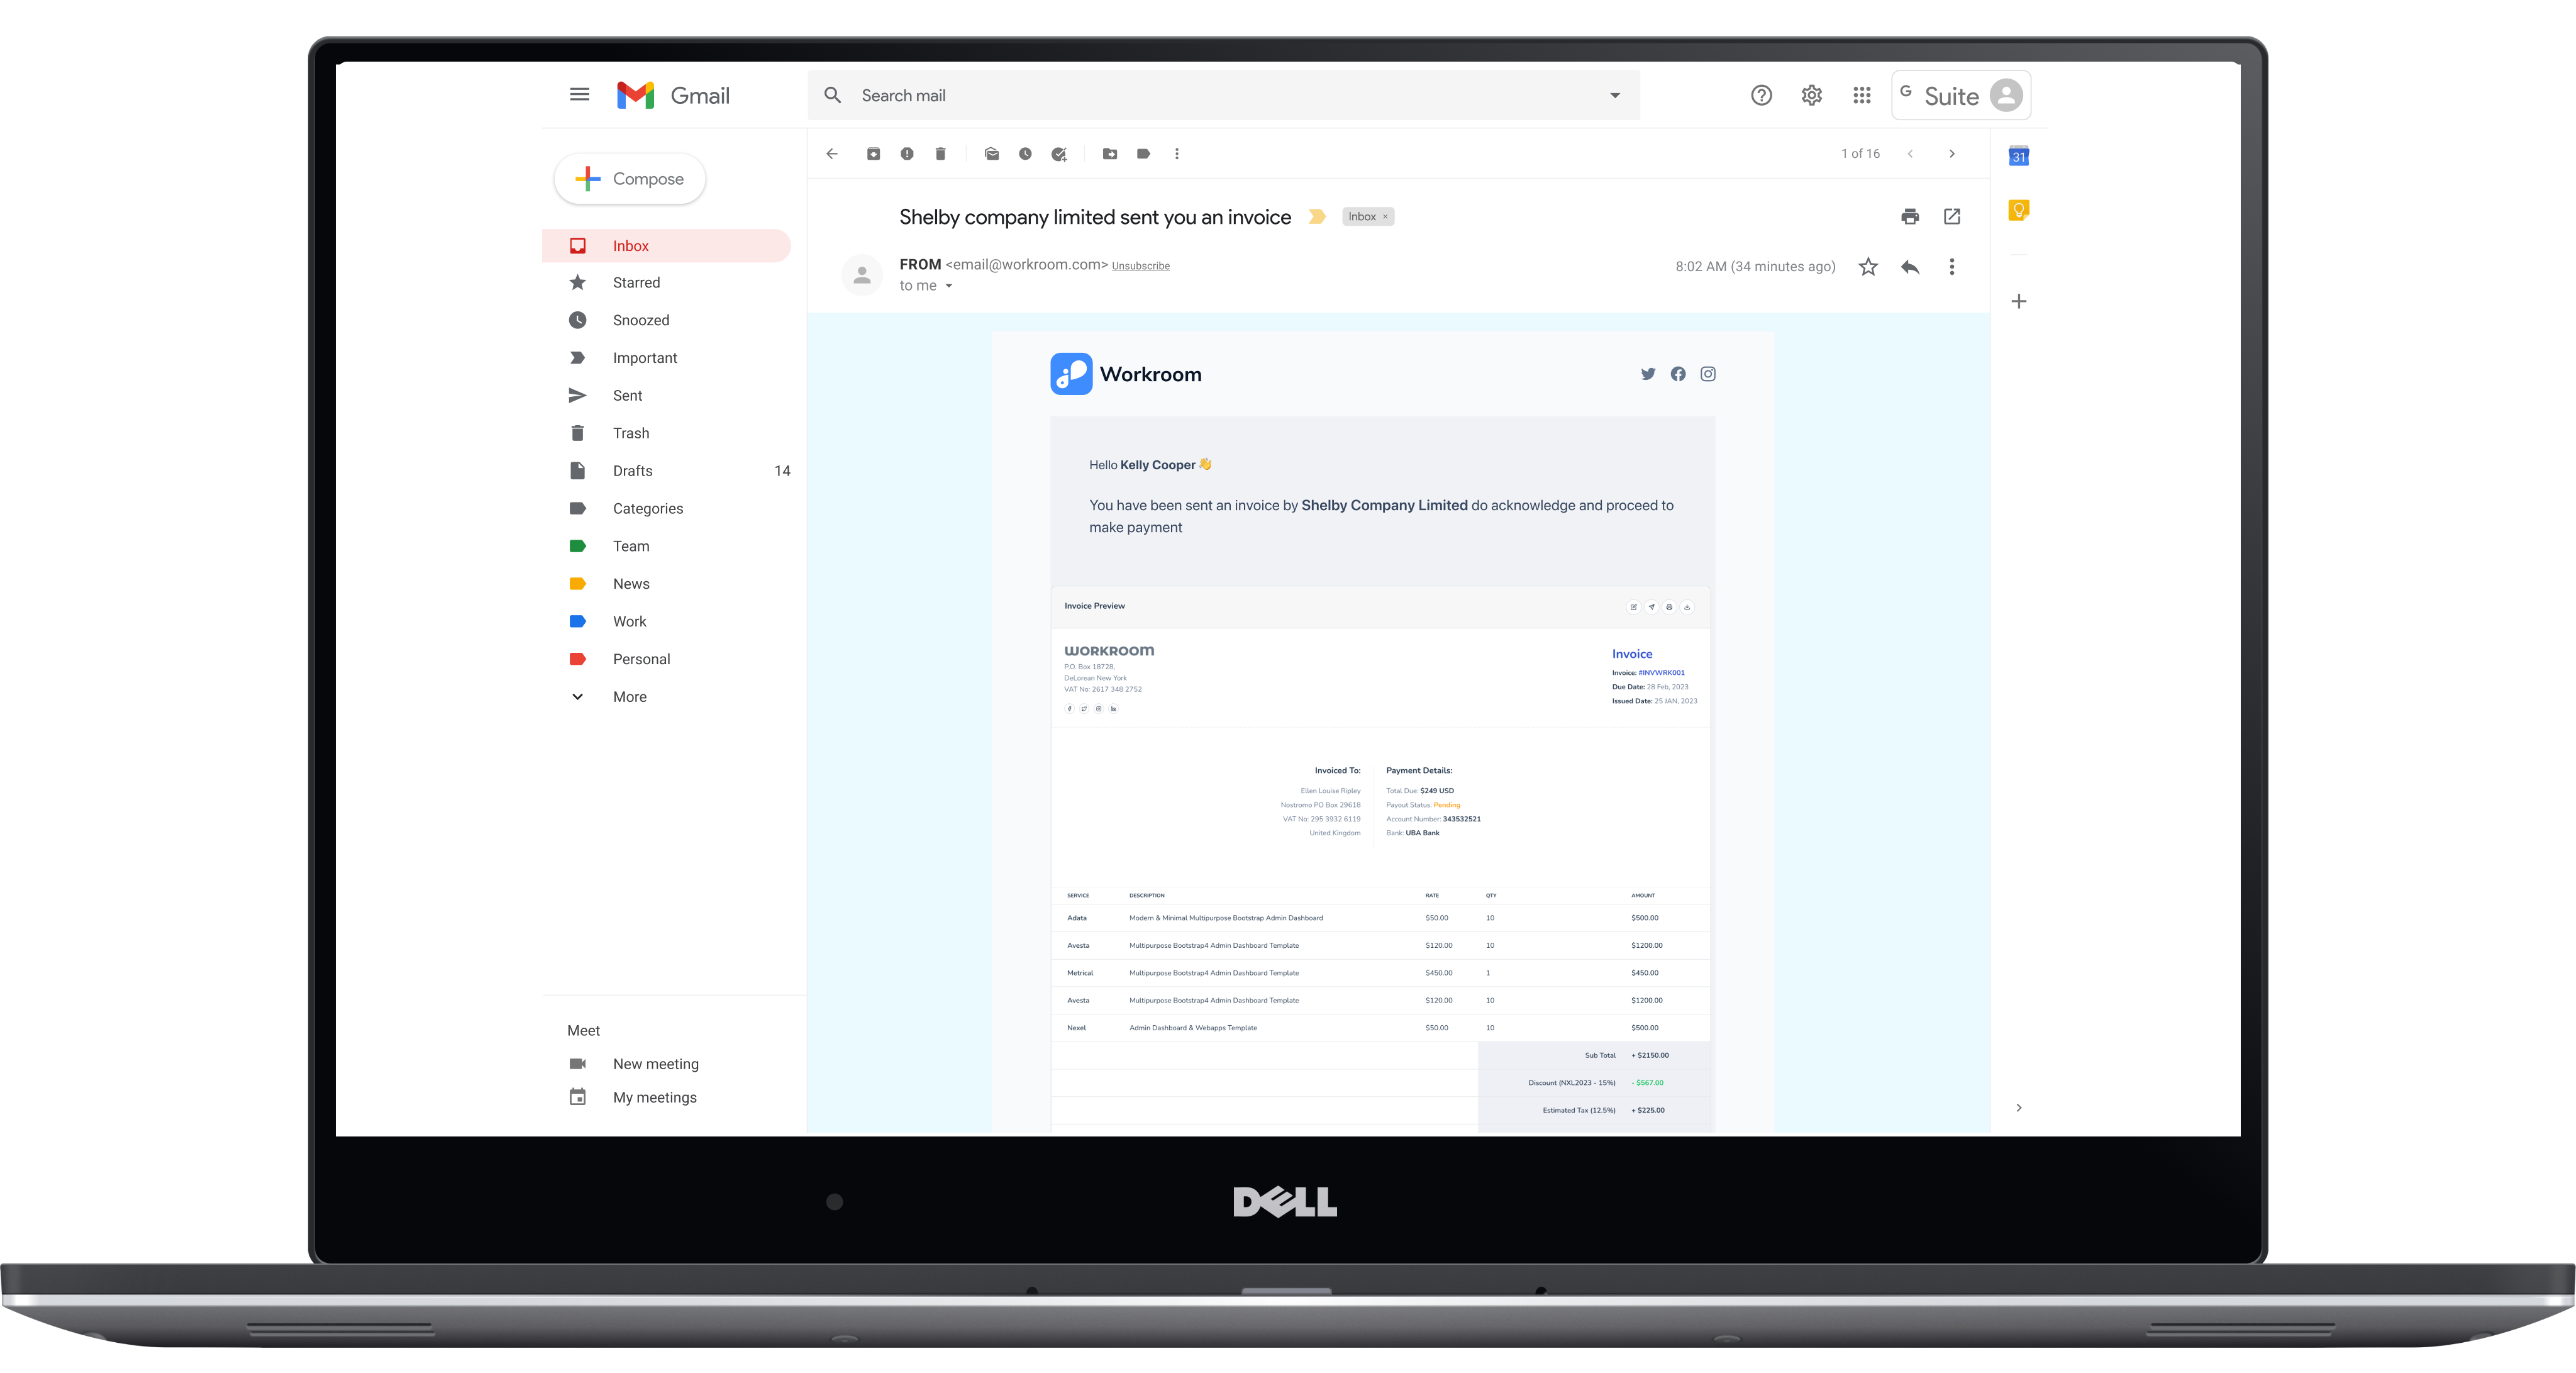 Gmail
Search mail
G Suite
Compose
1 of 16
31
Inbox
Starred
Snoozed
Important
Sent
Trash
Drafts 14
Categories
Team
News
Work
Personal
More
Meet
New meeting
My meetings
Shelby company limited sent you an invoice
Inbox ×
FROM <email@workroom.com> Unsubscribe
8:02 AM (34 minutes ago)
to me
Workroom
Hello Kelly Cooper 👋
You have been sent an invoice by Shelby Company Limited do acknowledge and proceed to
make payment
Invoice Preview
WORKROOM
P.O. Box 18728,
DeLorean New York
VAT No: 2617 348 2752
Invoice
Invoice: #INVWRK001
Due Date: 28 Feb, 2023
Issued Date: 25 JAN, 2023
Invoiced To:
Ellen Louise Ripley
Nostromo PO Box 29618
VAT No: 295 3932 6119
United Kingdom
Payment Details:
Total Due: $249 USD
Payout Status: Pending
Account Number: 343532521
Bank: UBA Bank
SERVICE DESCRIPTION RATE QTY AMOUNT
Adata Modern & Minimal Multipurpose Bootstrap Admin Dashboard $50.00 10 $500.00
Avesta Multipurpose Bootstrap4 Admin Dashboard Template $120.00 10 $1200.00
Metrical Multipurpose Bootstrap4 Admin Dashboard Template $450.00 1 $450.00
Avesta Multipurpose Bootstrap4 Admin Dashboard Template $120.00 10 $1200.00
Nexel Admin Dashboard & Webapps Template $50.00 10 $500.00
Sub Total + $2150.00
Discount (NXL2023 - 15%) - $567.00
Estimated Tax (12.5%) + $225.00
DELL